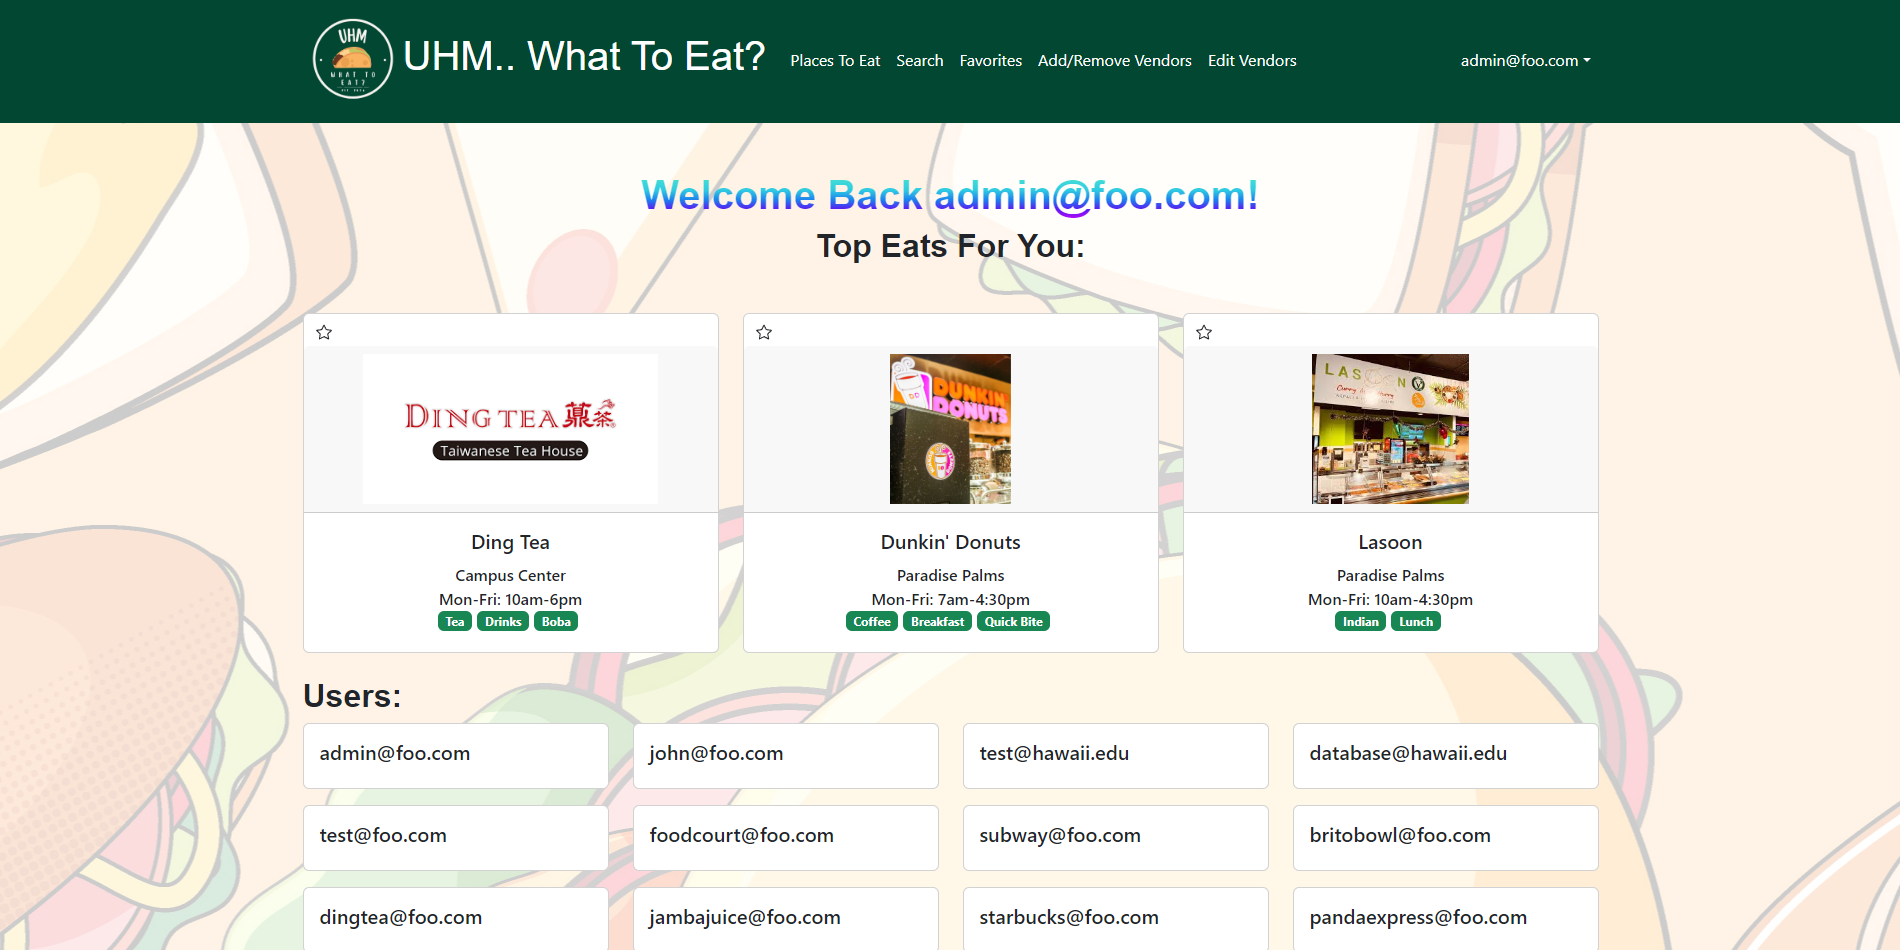 UHM
WHAT TO
EAT?
UHM.. What To Eat?
Places To Eat
Search
Favorites
Add/Remove Vendors
Edit Vendors
admin@foo.com
Welcome Back admin@foo.com!
Top Eats For You:
DING TEA 薡茶
Taiwanese Tea House
Ding Tea
Campus Center
Mon-Fri: 10am-6pm
Tea Drinks Boba
DUNKIN'
DONUTS
Dunkin' Donuts
Paradise Palms
Mon-Fri: 7am-4:30pm
Coffee Breakfast Quick Bite
LASOON
Lasoon
Paradise Palms
Mon-Fri: 10am-4:30pm
Indian Lunch
Users:
admin@foo.com
john@foo.com
test@hawaii.edu
database@hawaii.edu
test@foo.com
foodcourt@foo.com
subway@foo.com
britobowl@foo.com
dingtea@foo.com
jambajuice@foo.com
starbucks@foo.com
pandaexpress@foo.com